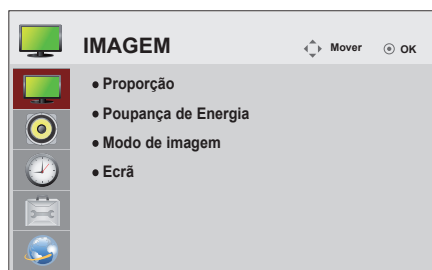 IMAGEM Mover OK
● Proporção
● Poupança de Energia
● Modo de imagem
● Ecrã